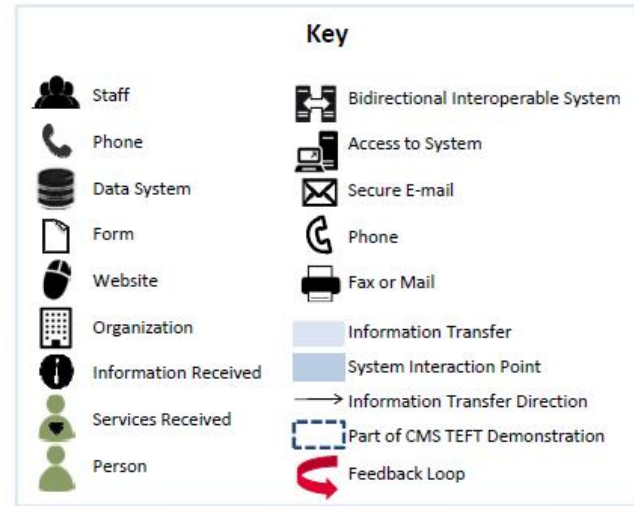 Key
Staff
Phone
Data System
Form
Website
Organization
Information Received
Services Received
Person
Bidirectional Interoperable System
Access to System
Secure E-mail
Phone
Fax or Mail
Information Transfer
System Interaction Point
Information Transfer Direction
Part of CMS TEFT Demonstration
Feedback Loop